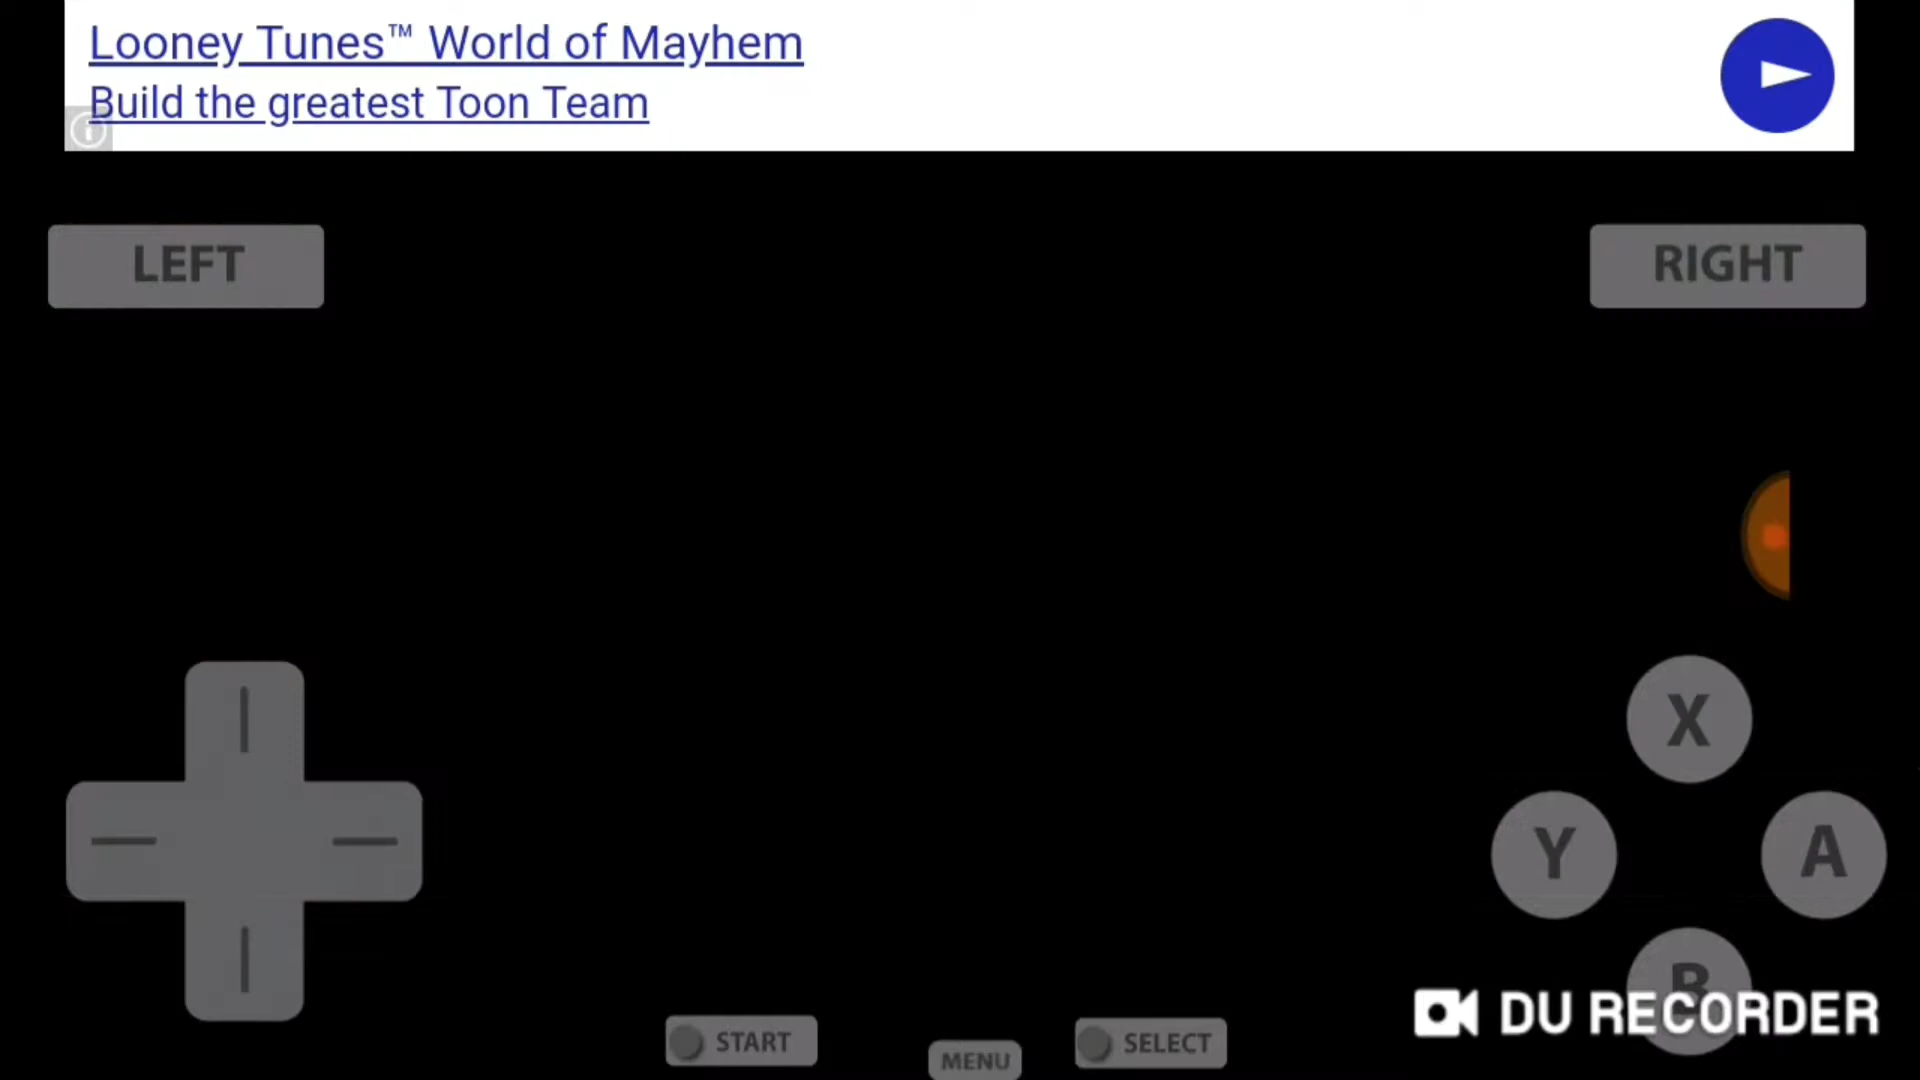 Looney Tunes™ World of Mayhem
Build the greatest Toon Team
LEFT
RIGHT
X
Y
A
B
DU RECORDER
START
SELECT
MENU